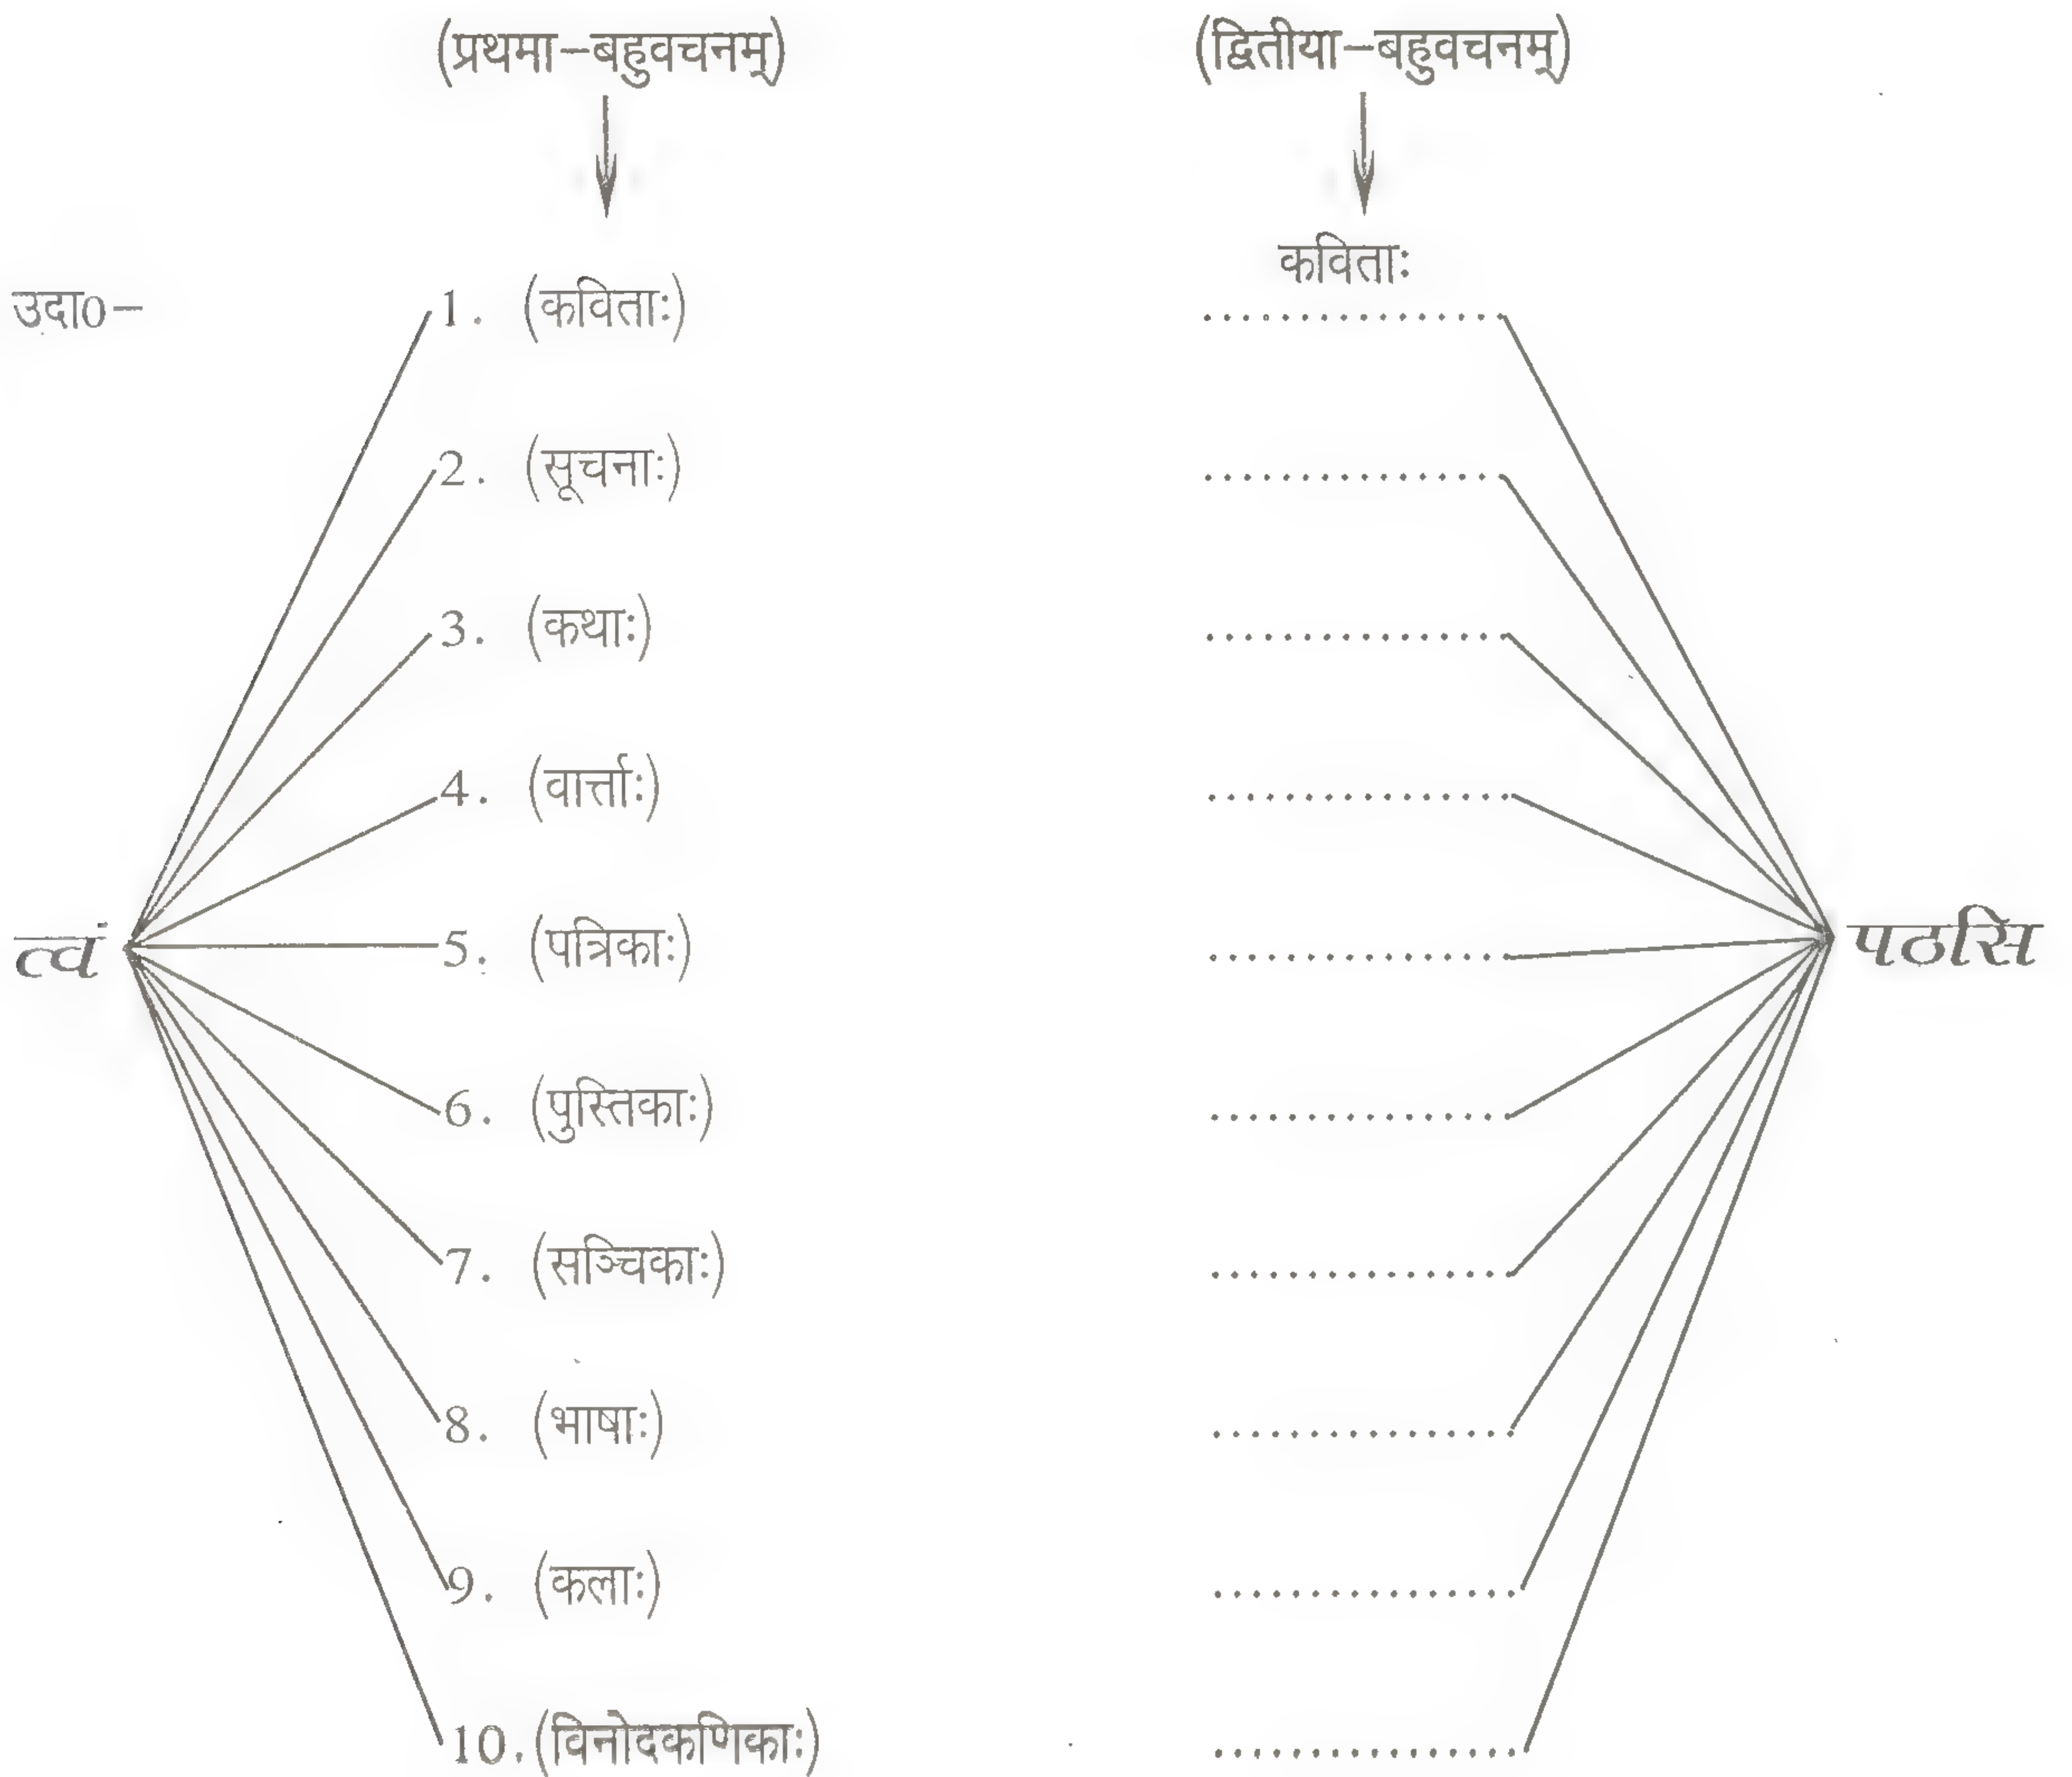 (प्रथमा–बहुवचनम्) (द्वितीया–बहुवचनम्)
कविताः
उदा०– 1. (कविताः) ...............
2. (सूचनाः) ...............
3. (कथाः) ...............
4. (वार्त्ताः) ...............
5. (पत्रिकाः) ...............
त्वं पठसि
6. (पुस्तिकाः) ...............
7. (सञ्चिकाः) ...............
8. (भाषाः) ...............
9. (कलाः) ...............
10. (विनोदकणिकाः) ...............